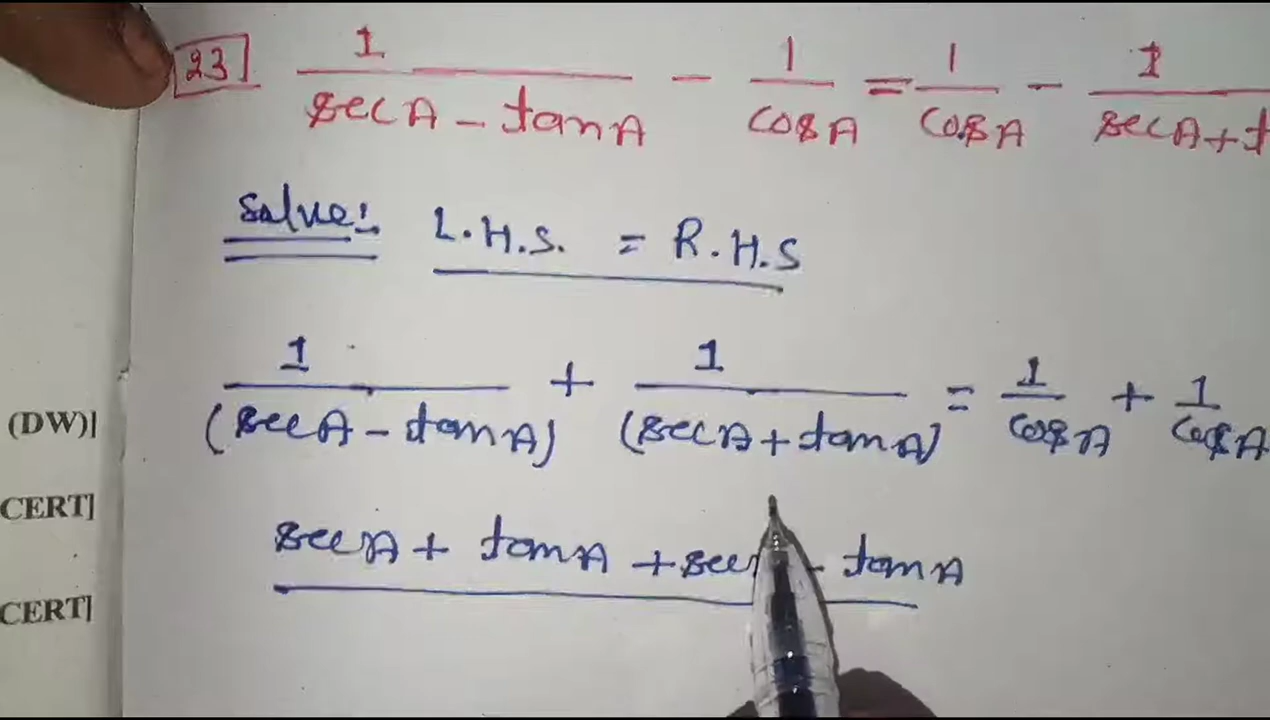 23] 1/(secA - tanA) - 1/cosA = 1/cosA - 1/(secA + t
Salve:- L.H.S. = R.H.S
1/(secA - tanA) + 1/(secA + tanA) = 1/cosA + 1/cosA
(DW)]
CERT]
secA + tanA + sec - tanA
CERT]